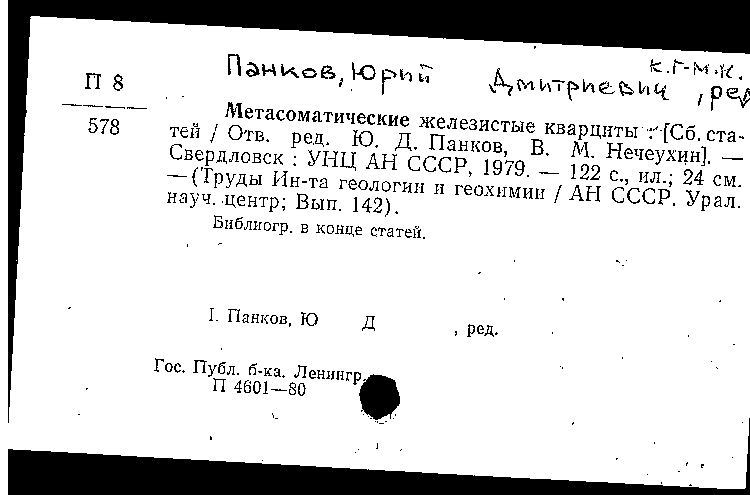 к.г-м.н.
Панков, Юрий Дмитриевич, ред
П 8
578
Метасоматические железистые кварциты : [Сб. ста-
тей / Отв. ред. Ю. Д. Панков, В. М. Нечеухин]. —
Свердловск : УНЦ АН СССР, 1979. — 122 с., ил.; 24 см.
— (Труды Ин-та геологии и геохимии / АН СССР. Урал.
науч. центр; Вып. 142).
Библиогр. в конце статей.
I. Панков, Ю Д , ред.
Гос. Публ. б-ка. Ленингр.
П 4601—80